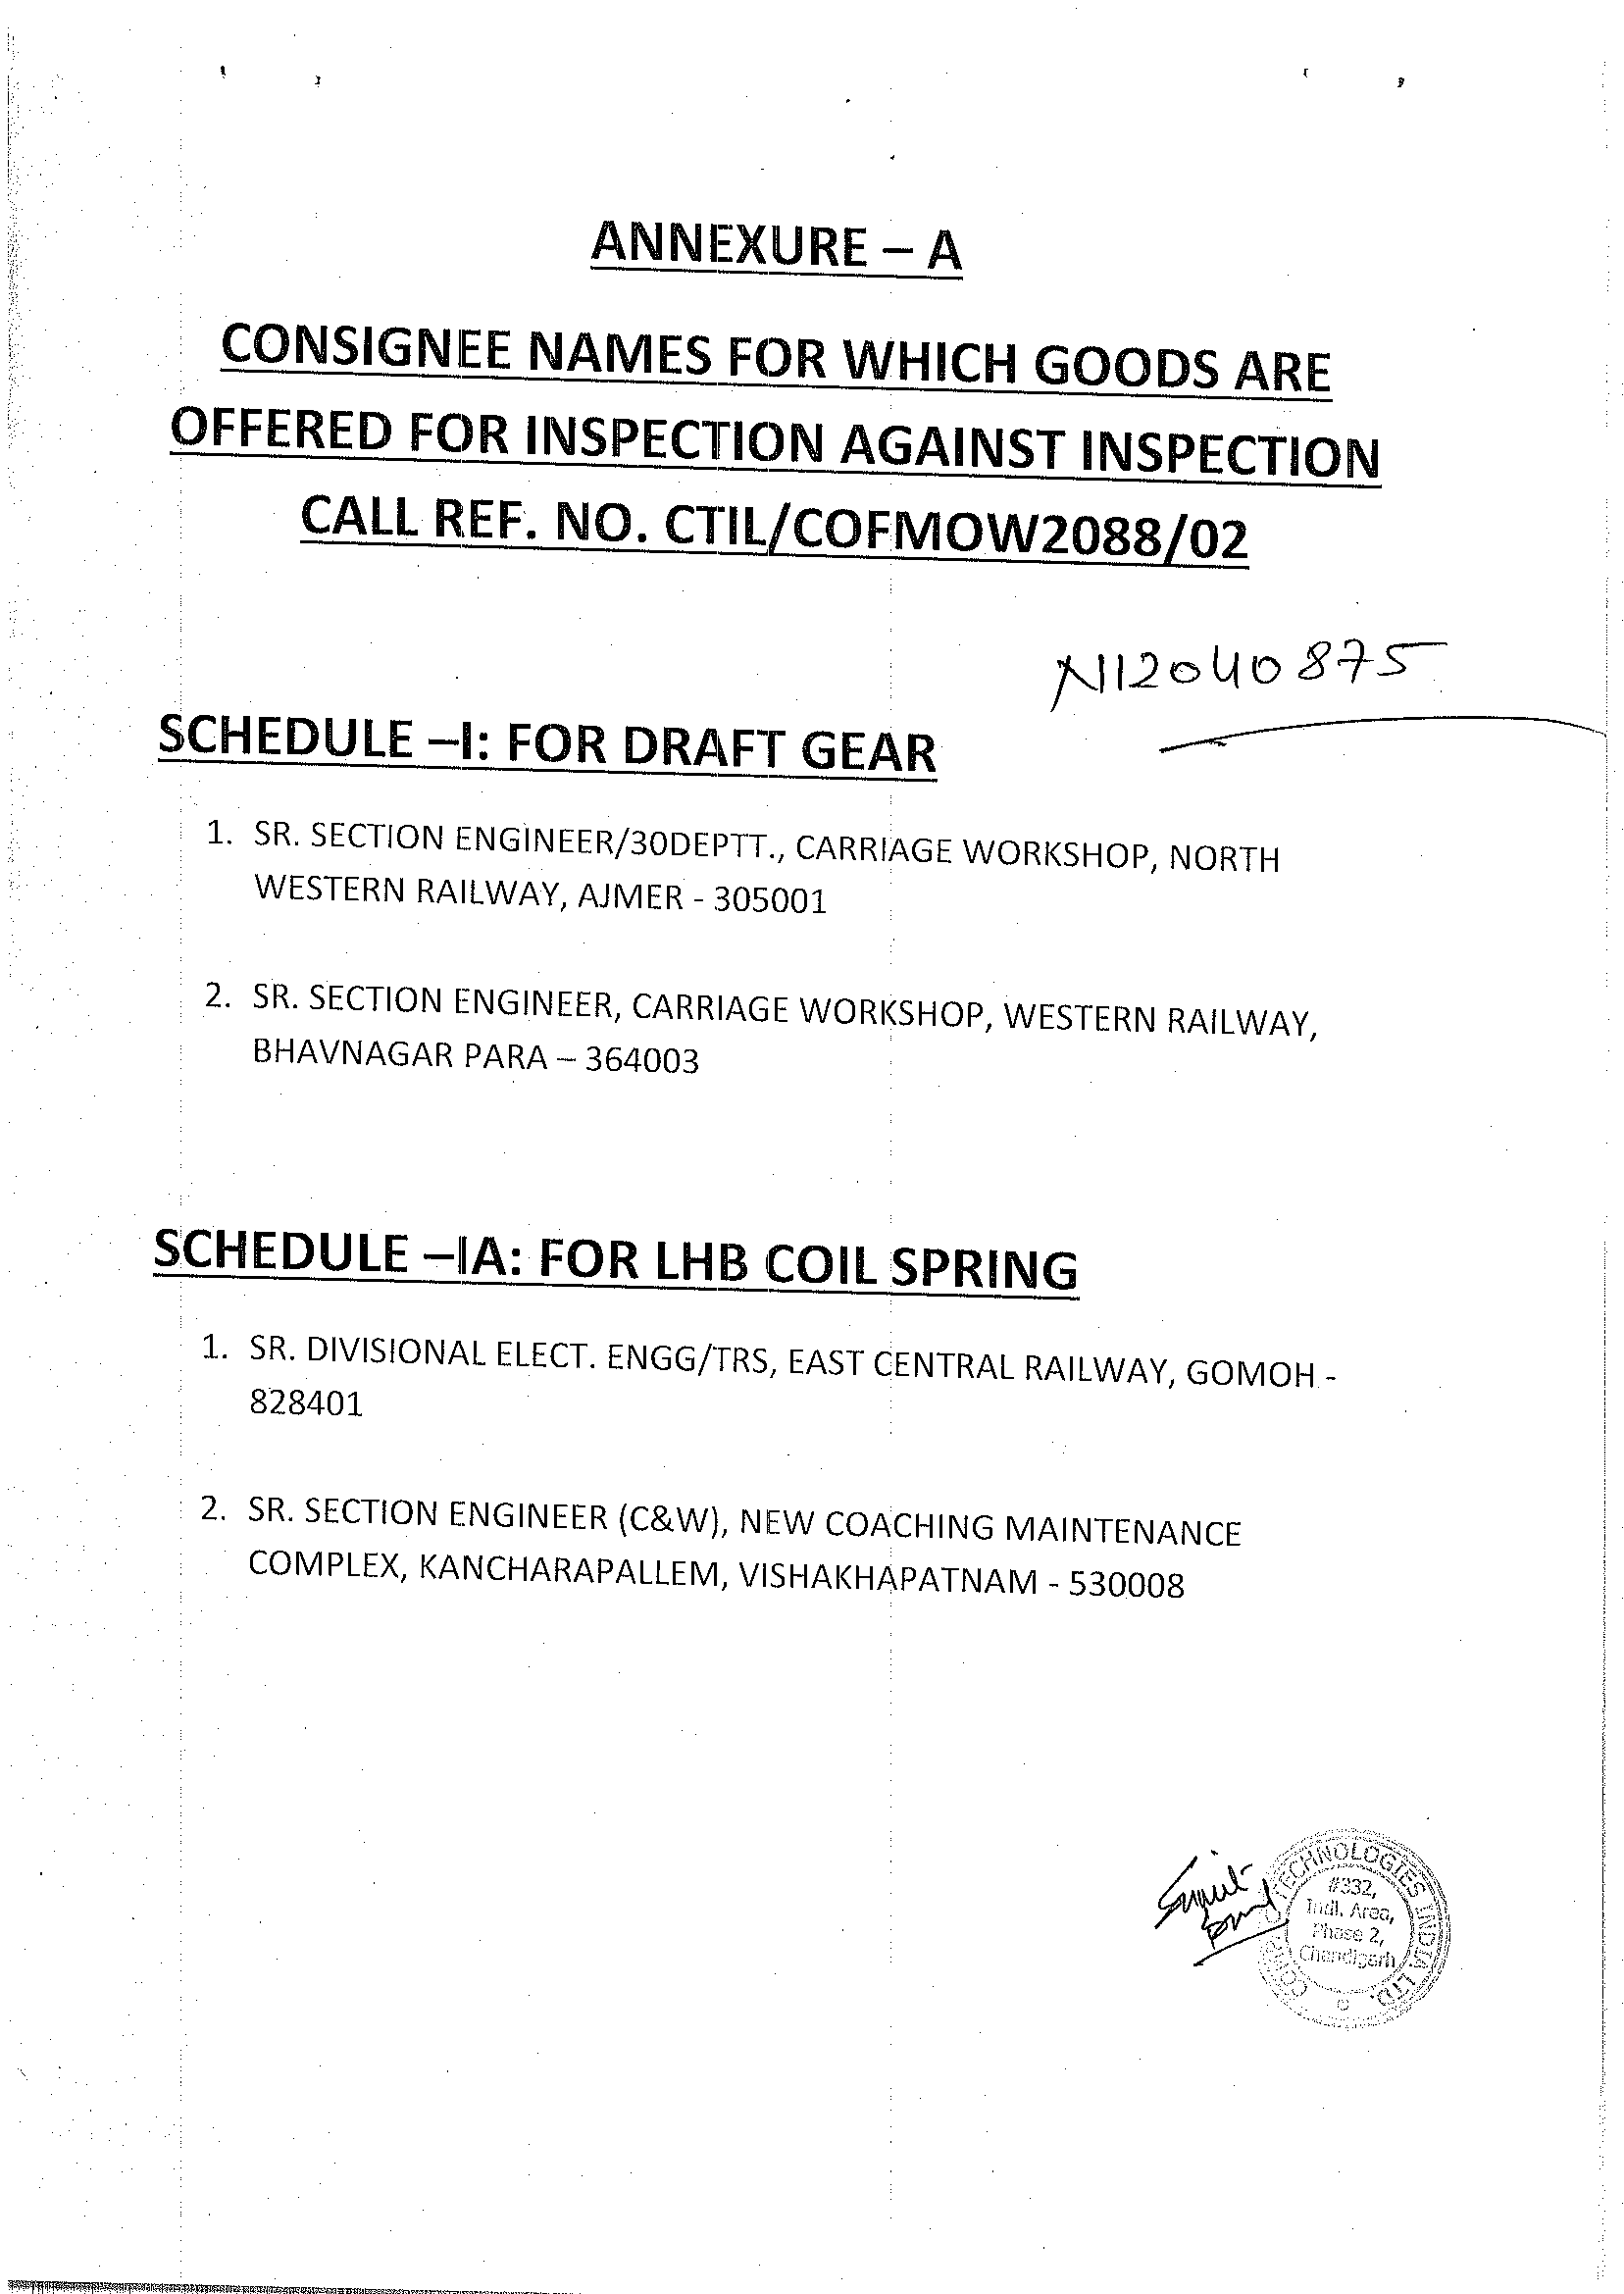 ANNEXURE – A
CONSIGNEE NAMES FOR WHICH GOODS ARE
OFFERED FOR INSPECTION AGAINST INSPECTION
CALL REF. NO. CTIL/COFMOW2088/02
N12040875
SCHEDULE –I: FOR DRAFT GEAR
1. SR. SECTION ENGINEER/30DEPTT., CARRIAGE WORKSHOP, NORTH
WESTERN RAILWAY, AJMER - 305001
2. SR. SECTION ENGINEER, CARRIAGE WORKSHOP, WESTERN RAILWAY,
BHAVNAGAR PARA – 364003
SCHEDULE –IA: FOR LHB COIL SPRING
1. SR. DIVISIONAL ELECT. ENGG/TRS, EAST CENTRAL RAILWAY, GOMOH -
828401
2. SR. SECTION ENGINEER (C&W), NEW COACHING MAINTENANCE
COMPLEX, KANCHARAPALLEM, VISHAKHAPATNAM - 530008
TECHNOLOGIES INDIA LTD.
#332,
Indl. Area,
Phase 2,
Chandigarh